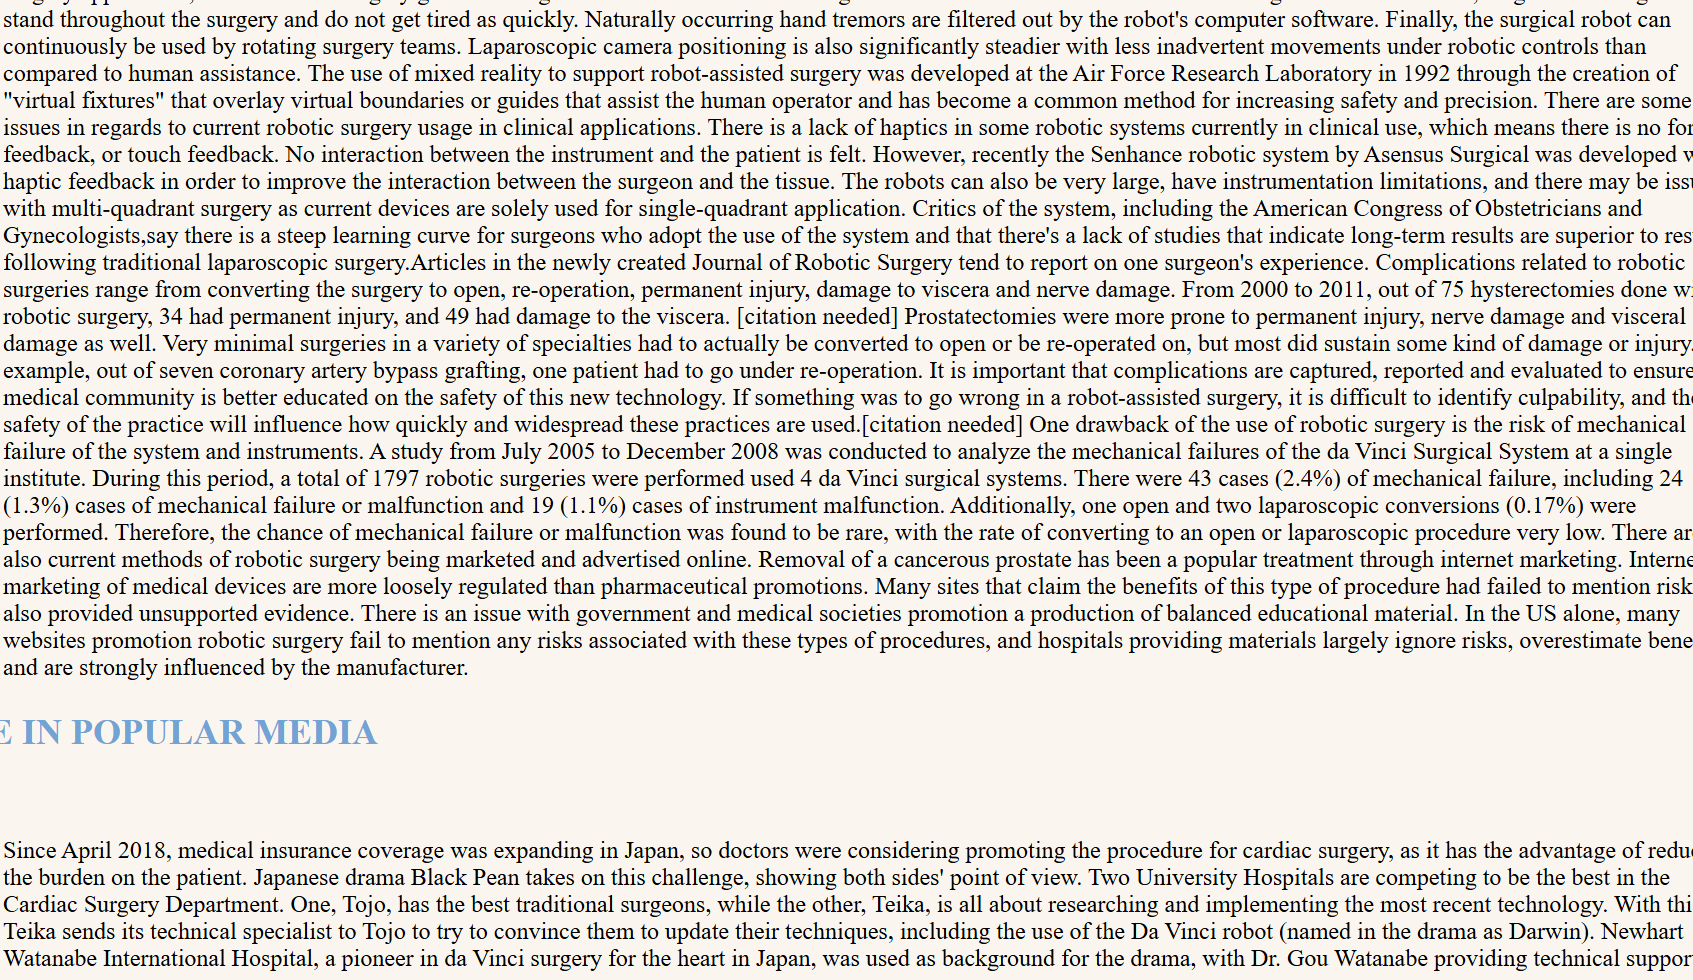 stand throughout the surgery and do not get tired as quickly. Naturally occurring hand tremors are filtered out by the robot's computer software. Finally, the surgical robot can
continuously be used by rotating surgery teams. Laparoscopic camera positioning is also significantly steadier with less inadvertent movements under robotic controls than
compared to human assistance. The use of mixed reality to support robot-assisted surgery was developed at the Air Force Research Laboratory in 1992 through the creation of
"virtual fixtures" that overlay virtual boundaries or guides that assist the human operator and has become a common method for increasing safety and precision. There are some
issues in regards to current robotic surgery usage in clinical applications. There is a lack of haptics in some robotic systems currently in clinical use, which means there is no
feedback, or touch feedback. No interaction between the instrument and the patient is felt. However, recently the Senhance robotic system by Asensus Surgical was developed
haptic feedback in order to improve the interaction between the surgeon and the tissue. The robots can also be very large, have instrumentation limitations, and there may be
with multi-quadrant surgery as current devices are solely used for single-quadrant application. Critics of the system, including the American Congress of Obstetricians and
Gynecologists,say there is a steep learning curve for surgeons who adopt the use of the system and that there's a lack of studies that indicate long-term results are superior to
following traditional laparoscopic surgery.Articles in the newly created Journal of Robotic Surgery tend to report on one surgeon's experience. Complications related to robotic
surgeries range from converting the surgery to open, re-operation, permanent injury, damage to viscera and nerve damage. From 2000 to 2011, out of 75 hysterectomies done
robotic surgery, 34 had permanent injury, and 49 had damage to the viscera. [citation needed] Prostatectomies were more prone to permanent injury, nerve damage and visceral
damage as well. Very minimal surgeries in a variety of specialties had to actually be converted to open or be re-operated on, but most did sustain some kind of damage or injury.
example, out of seven coronary artery bypass grafting, one patient had to go under re-operation. It is important that complications are captured, reported and evaluated to ensure
medical community is better educated on the safety of this new technology. If something was to go wrong in a robot-assisted surgery, it is difficult to identify culpability, and
safety of the practice will influence how quickly and widespread these practices are used.[citation needed] One drawback of the use of robotic surgery is the risk of mechanical
failure of the system and instruments. A study from July 2005 to December 2008 was conducted to analyze the mechanical failures of the da Vinci Surgical System at a single
institute. During this period, a total of 1797 robotic surgeries were performed used 4 da Vinci surgical systems. There were 43 cases (2.4%) of mechanical failure, including 24
(1.3%) cases of mechanical failure or malfunction and 19 (1.1%) cases of instrument malfunction. Additionally, one open and two laparoscopic conversions (0.17%) were
performed. Therefore, the chance of mechanical failure or malfunction was found to be rare, with the rate of converting to an open or laparoscopic procedure very low. There
also current methods of robotic surgery being marketed and advertised online. Removal of a cancerous prostate has been a popular treatment through internet marketing.
marketing of medical devices are more loosely regulated than pharmaceutical promotions. Many sites that claim the benefits of this type of procedure had failed to mention
also provided unsupported evidence. There is an issue with government and medical societies promotion a production of balanced educational material. In the US alone, many
websites promotion robotic surgery fail to mention any risks associated with these types of procedures, and hospitals providing materials largely ignore risks, overestimate
and are strongly influenced by the manufacturer.
IN POPULAR MEDIA
Since April 2018, medical insurance coverage was expanding in Japan, so doctors were considering promoting the procedure for cardiac surgery, as it has the advantage of
the burden on the patient. Japanese drama Black Pean takes on this challenge, showing both sides' point of view. Two University Hospitals are competing to be the best in the
Cardiac Surgery Department. One, Tojo, has the best traditional surgeons, while the other, Teika, is all about researching and implementing the most recent technology. With
Teika sends its technical specialist to Tojo to try to convince them to update their techniques, including the use of the Da Vinci robot (named in the drama as Darwin). Newhart
Watanabe International Hospital, a pioneer in da Vinci surgery for the heart in Japan, was used as background for the drama, with Dr. Gou Watanabe providing technical